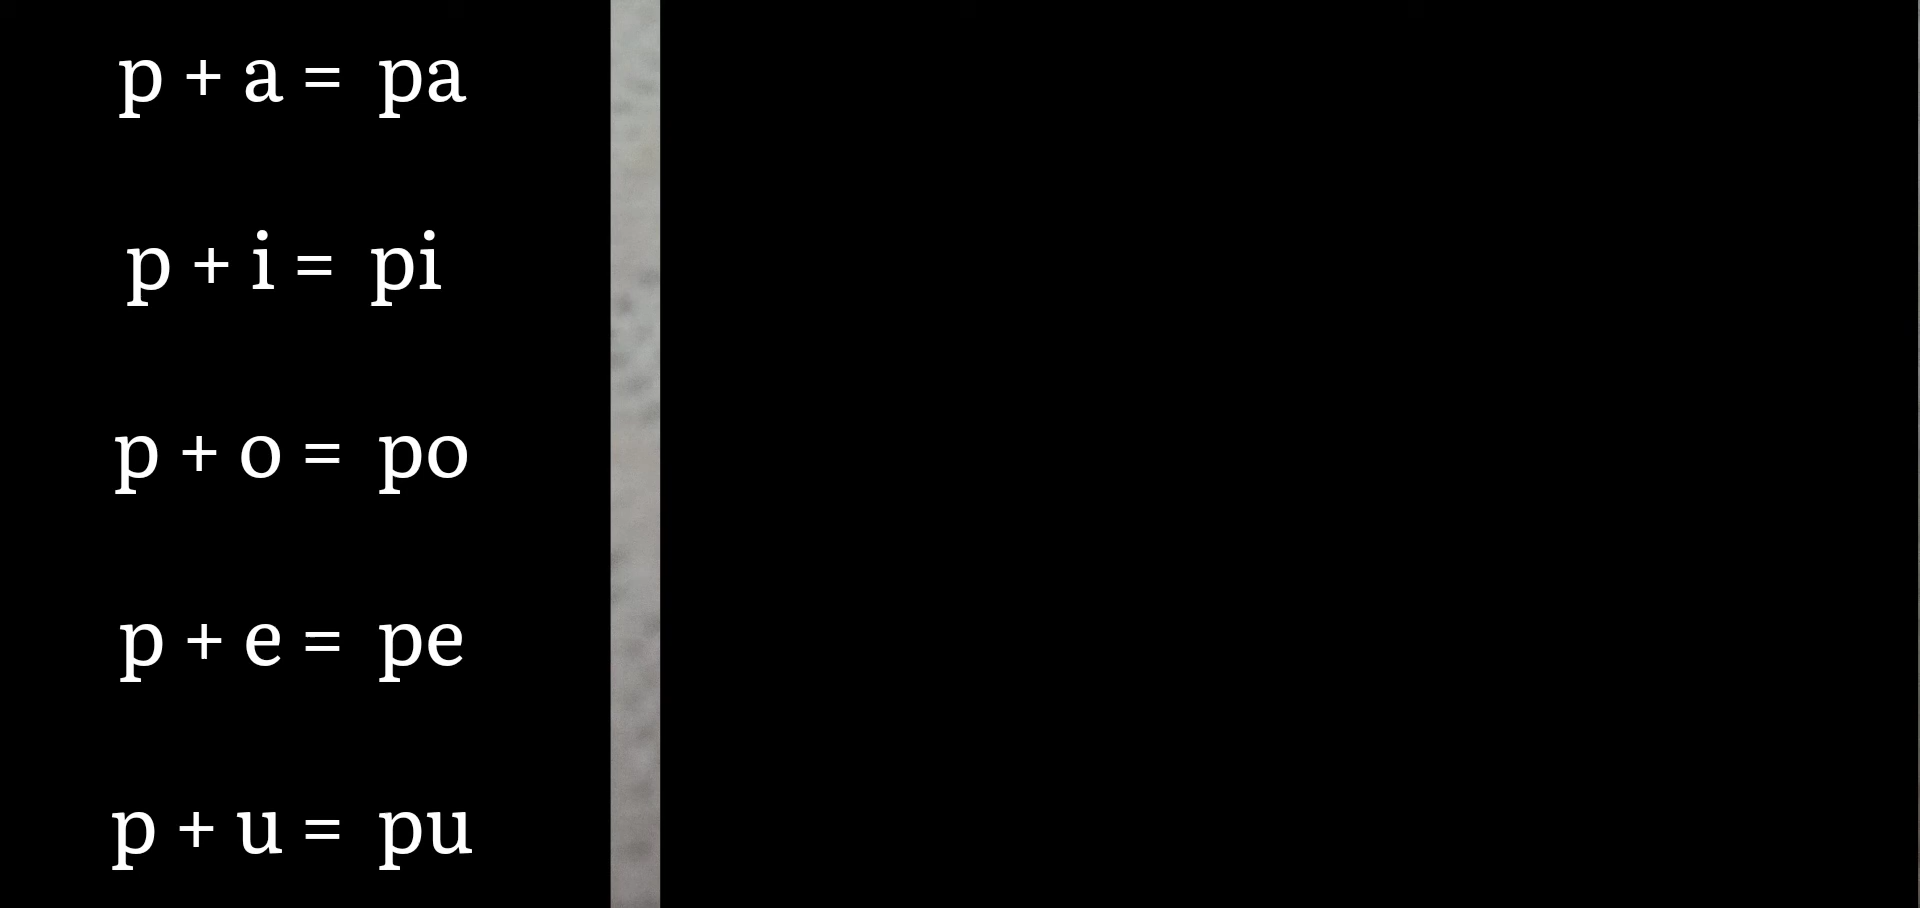 p + a = pa
p + i = pi
p + o = po
p + e = pe
p + u = pu